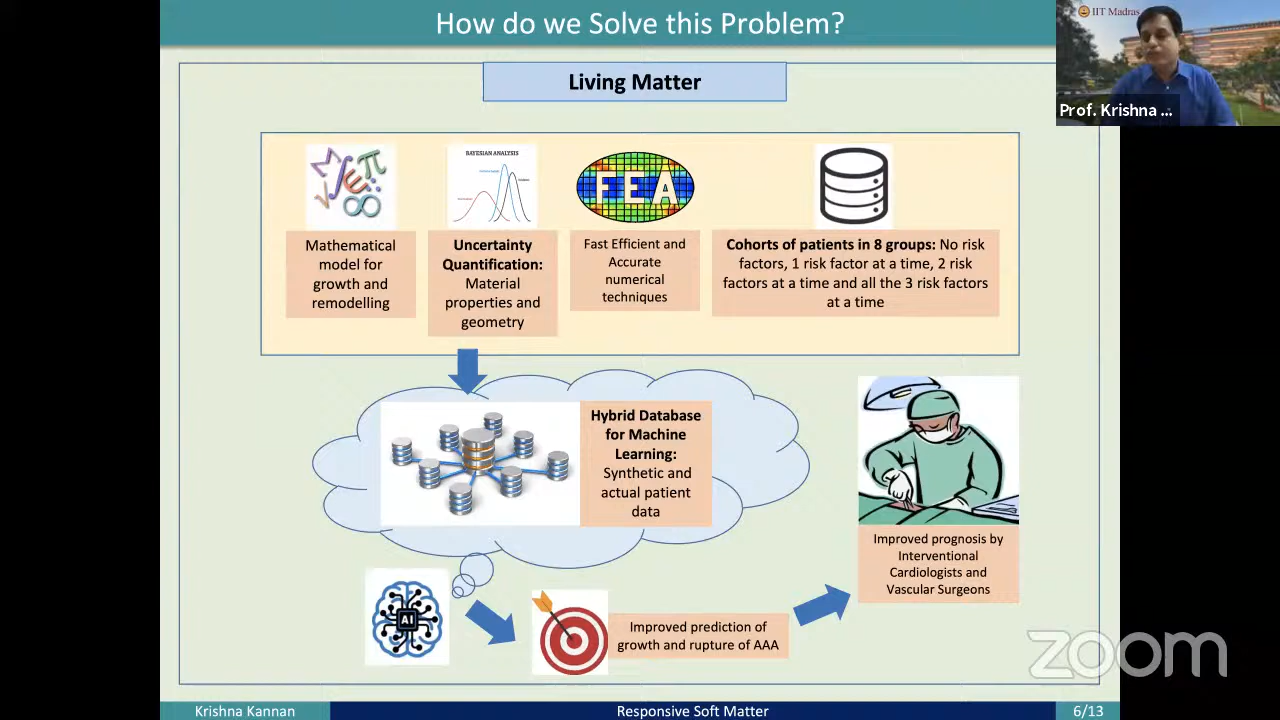 How do we Solve this Problem?
IIT Madras
Prof. Krishna ...
Living Matter
BAYESIAN ANALYSIS
FEA
Mathematical
model for
growth and
remodelling
Uncertainty
Quantification:
Material
properties and
geometry
Fast Efficient and
Accurate
numerical
techniques
Cohorts of patients in 8 groups: No risk
factors, 1 risk factor at a time, 2 risk
factors at a time and all the 3 risk factors
at a time
Hybrid Database
for Machine
Learning:
Synthetic and
actual patient
data
Improved prognosis by
Interventional
Cardiologists and
Vascular Surgeons
AI
Improved prediction of
growth and rupture of AAA
zoom
Krishna Kannan
Responsive Soft Matter
6/13